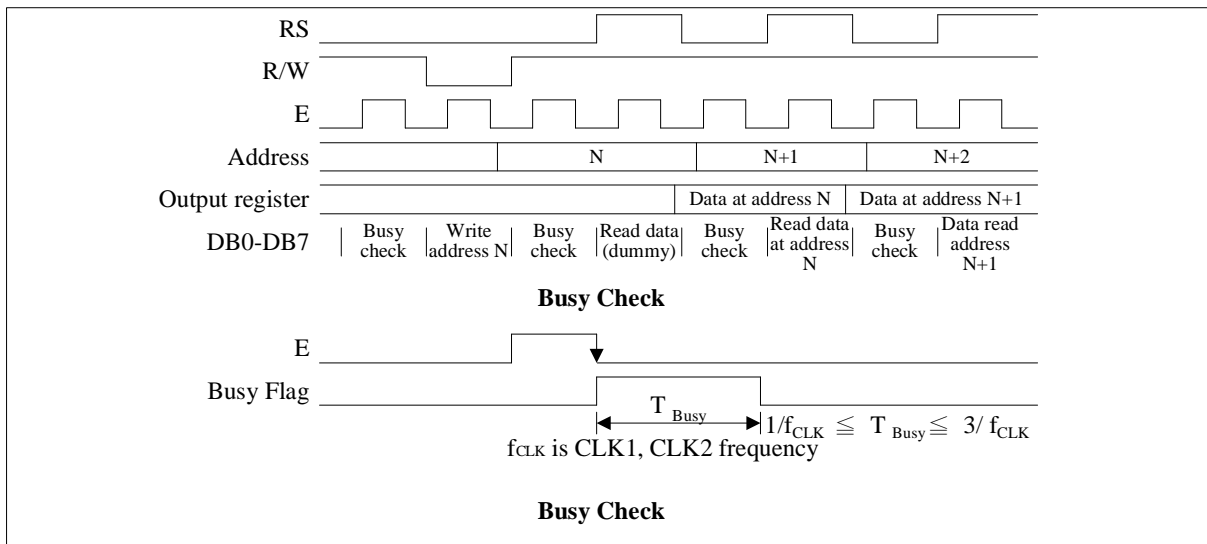 RS
R/W
E
Address N N+1 N+2
Output register Data at address N Data at address N+1
DB0-DB7 Busy check Write address N Busy check Read data (dummy) Busy check Read data at address N Busy check Data read address N+1
Busy Check
E
Busy Flag
T Busy 1/fCLK ≦ T Busy ≦ 3/ fCLK
fCLK is CLK1, CLK2 frequency
Busy Check